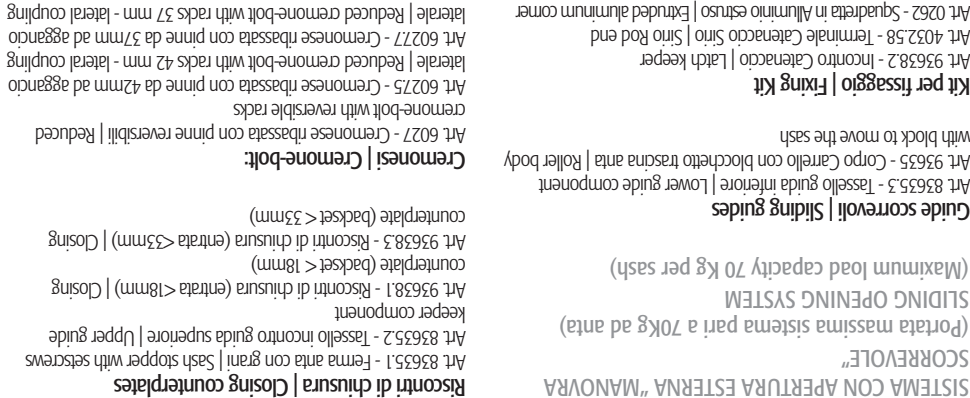 SISTEMA CON APERTURA ESTERNA "MANOVRA
SCORREVOLE"
(Portata massima sistema pari a 70Kg ad anta)
SLIDING OPENING SYSTEM
(Maximum load capacity 70 Kg per sash)
Guide scorrevoli | Sliding guides
Art 83635.3 - Tassello guida inferiore | Lower guide component
Art 93635 - Corpo Carrello con blocchetto trascina anta | Roller body
with block to move the sash
Kit per fissaggio | Fixing Kit
Art 93658.2 - Incontro Catenaccio | Latch keeper
Art 4032.58 - Terminale Catenaccio Sirio | Sirio Rod end
Art 0262 - Squadretta in Alluminio estruso | Extruded aluminum corner
Riscontri di chiusura | Closing counterplates
Art 83635.1 - Ferma anta con grani | Sash stopper with setscrews
Art 83635.2 - Tassello incontro guida superiore | Upper guide
keeper component
Art 93638.1 - Riscontri di chiusura (entrata <18mm) | Closing
counterplate (backset <18mm)
Art 93638.3 - Riscontri di chiusura (entrata <33mm) | Closing
counterplate (backset <33mm)
Cremonesi | Cremone-bolt:
Art 6027 - Cremonese ribassata con pinne reversibili | Reduced
cremone-bolt with reversible racks
Art 60275 - Cremonese ribassata con pinne da 42mm ad aggancio
laterale | Reduced cremone-bolt with racks 42 mm - lateral coupling
Art 60277 - Cremonese ribassata con pinne da 37mm ad aggancio
laterale | Reduced cremone-bolt with racks 37 mm - lateral coupling